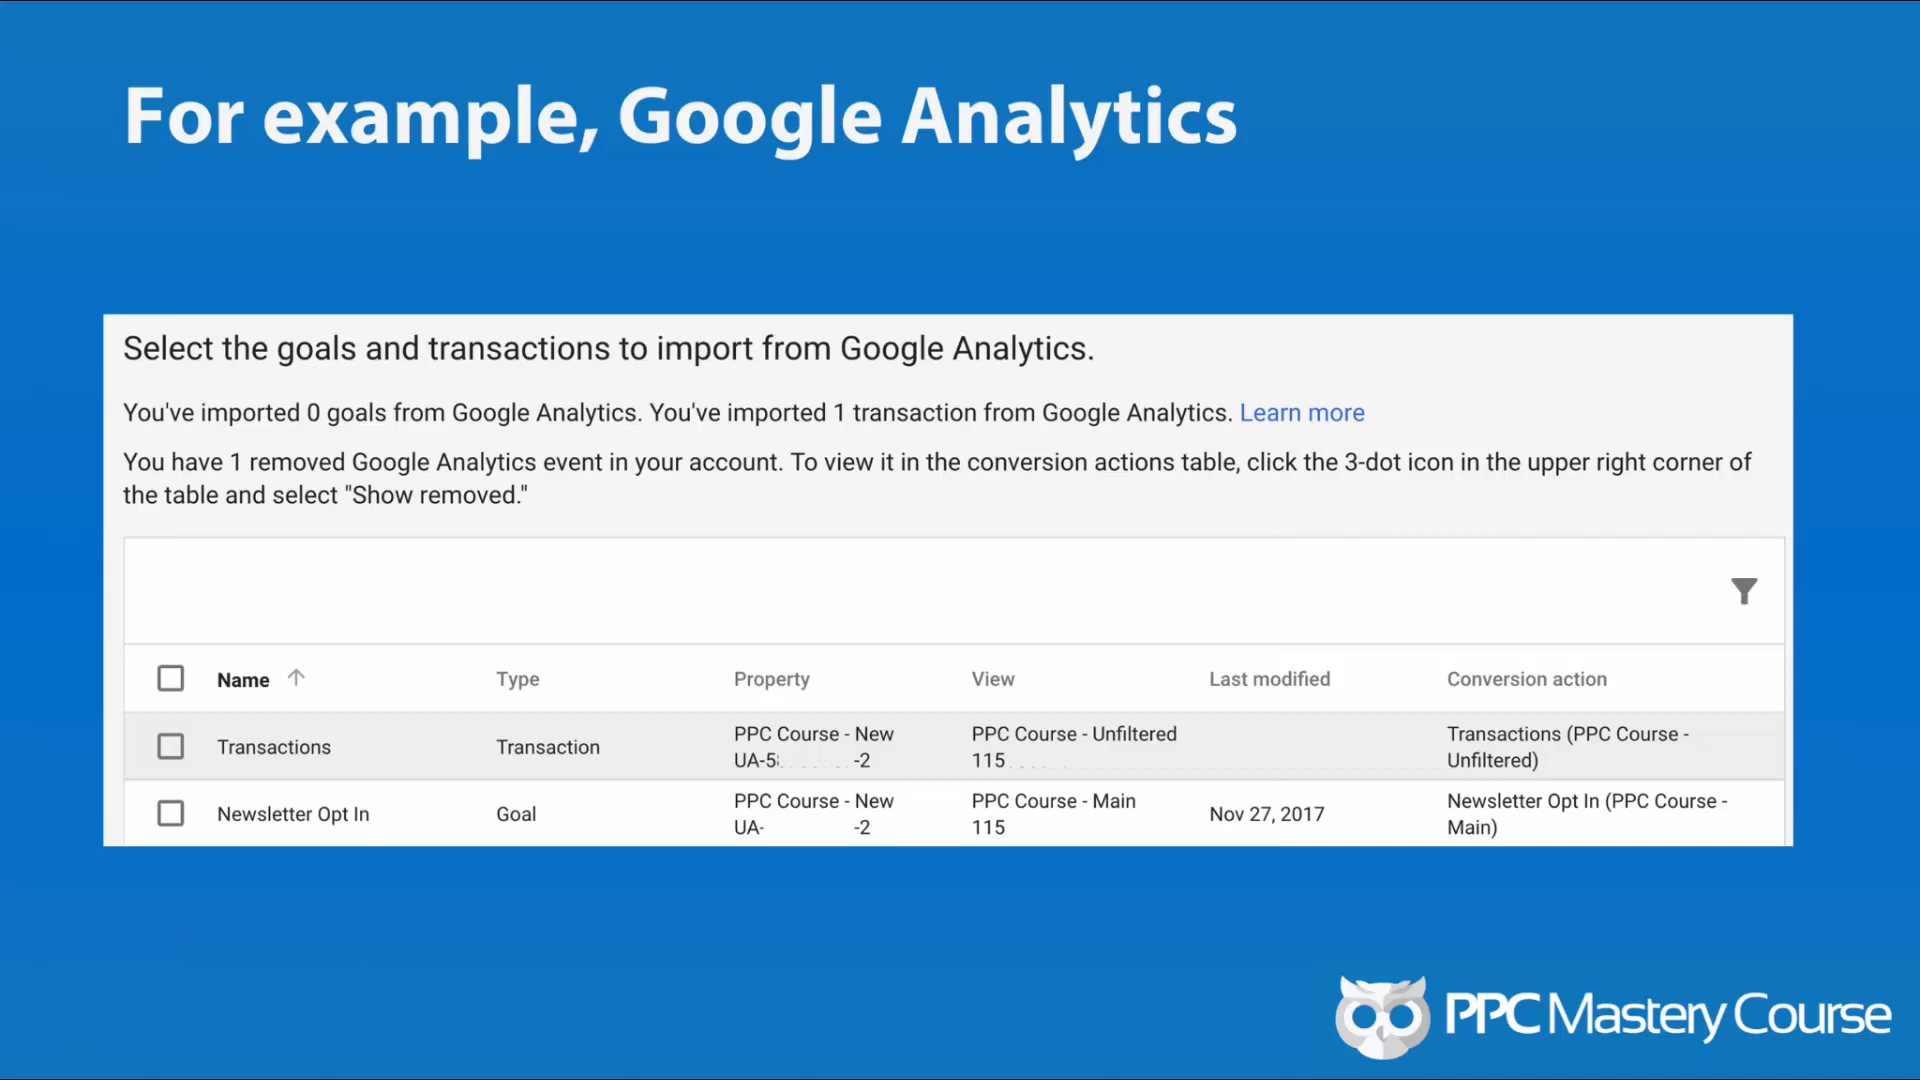 For example, Google Analytics
Select the goals and transactions to import from Google Analytics.
You've imported 0 goals from Google Analytics. You've imported 1 transaction from Google Analytics. Learn more
You have 1 removed Google Analytics event in your account. To view it in the conversion actions table, click the 3-dot icon in the upper right corner of
the table and select "Show removed."
Name Type Property View Last modified Conversion action
Transactions Transaction PPC Course - New PPC Course - Unfiltered Transactions (PPC Course -
-2 115 Unfiltered)
Newsletter Opt In Goal PPC Course - New PPC Course - Main Nov 27, 2017 Newsletter Opt In (PPC Course -
UA- -2 115 Main)
PPC Mastery Course